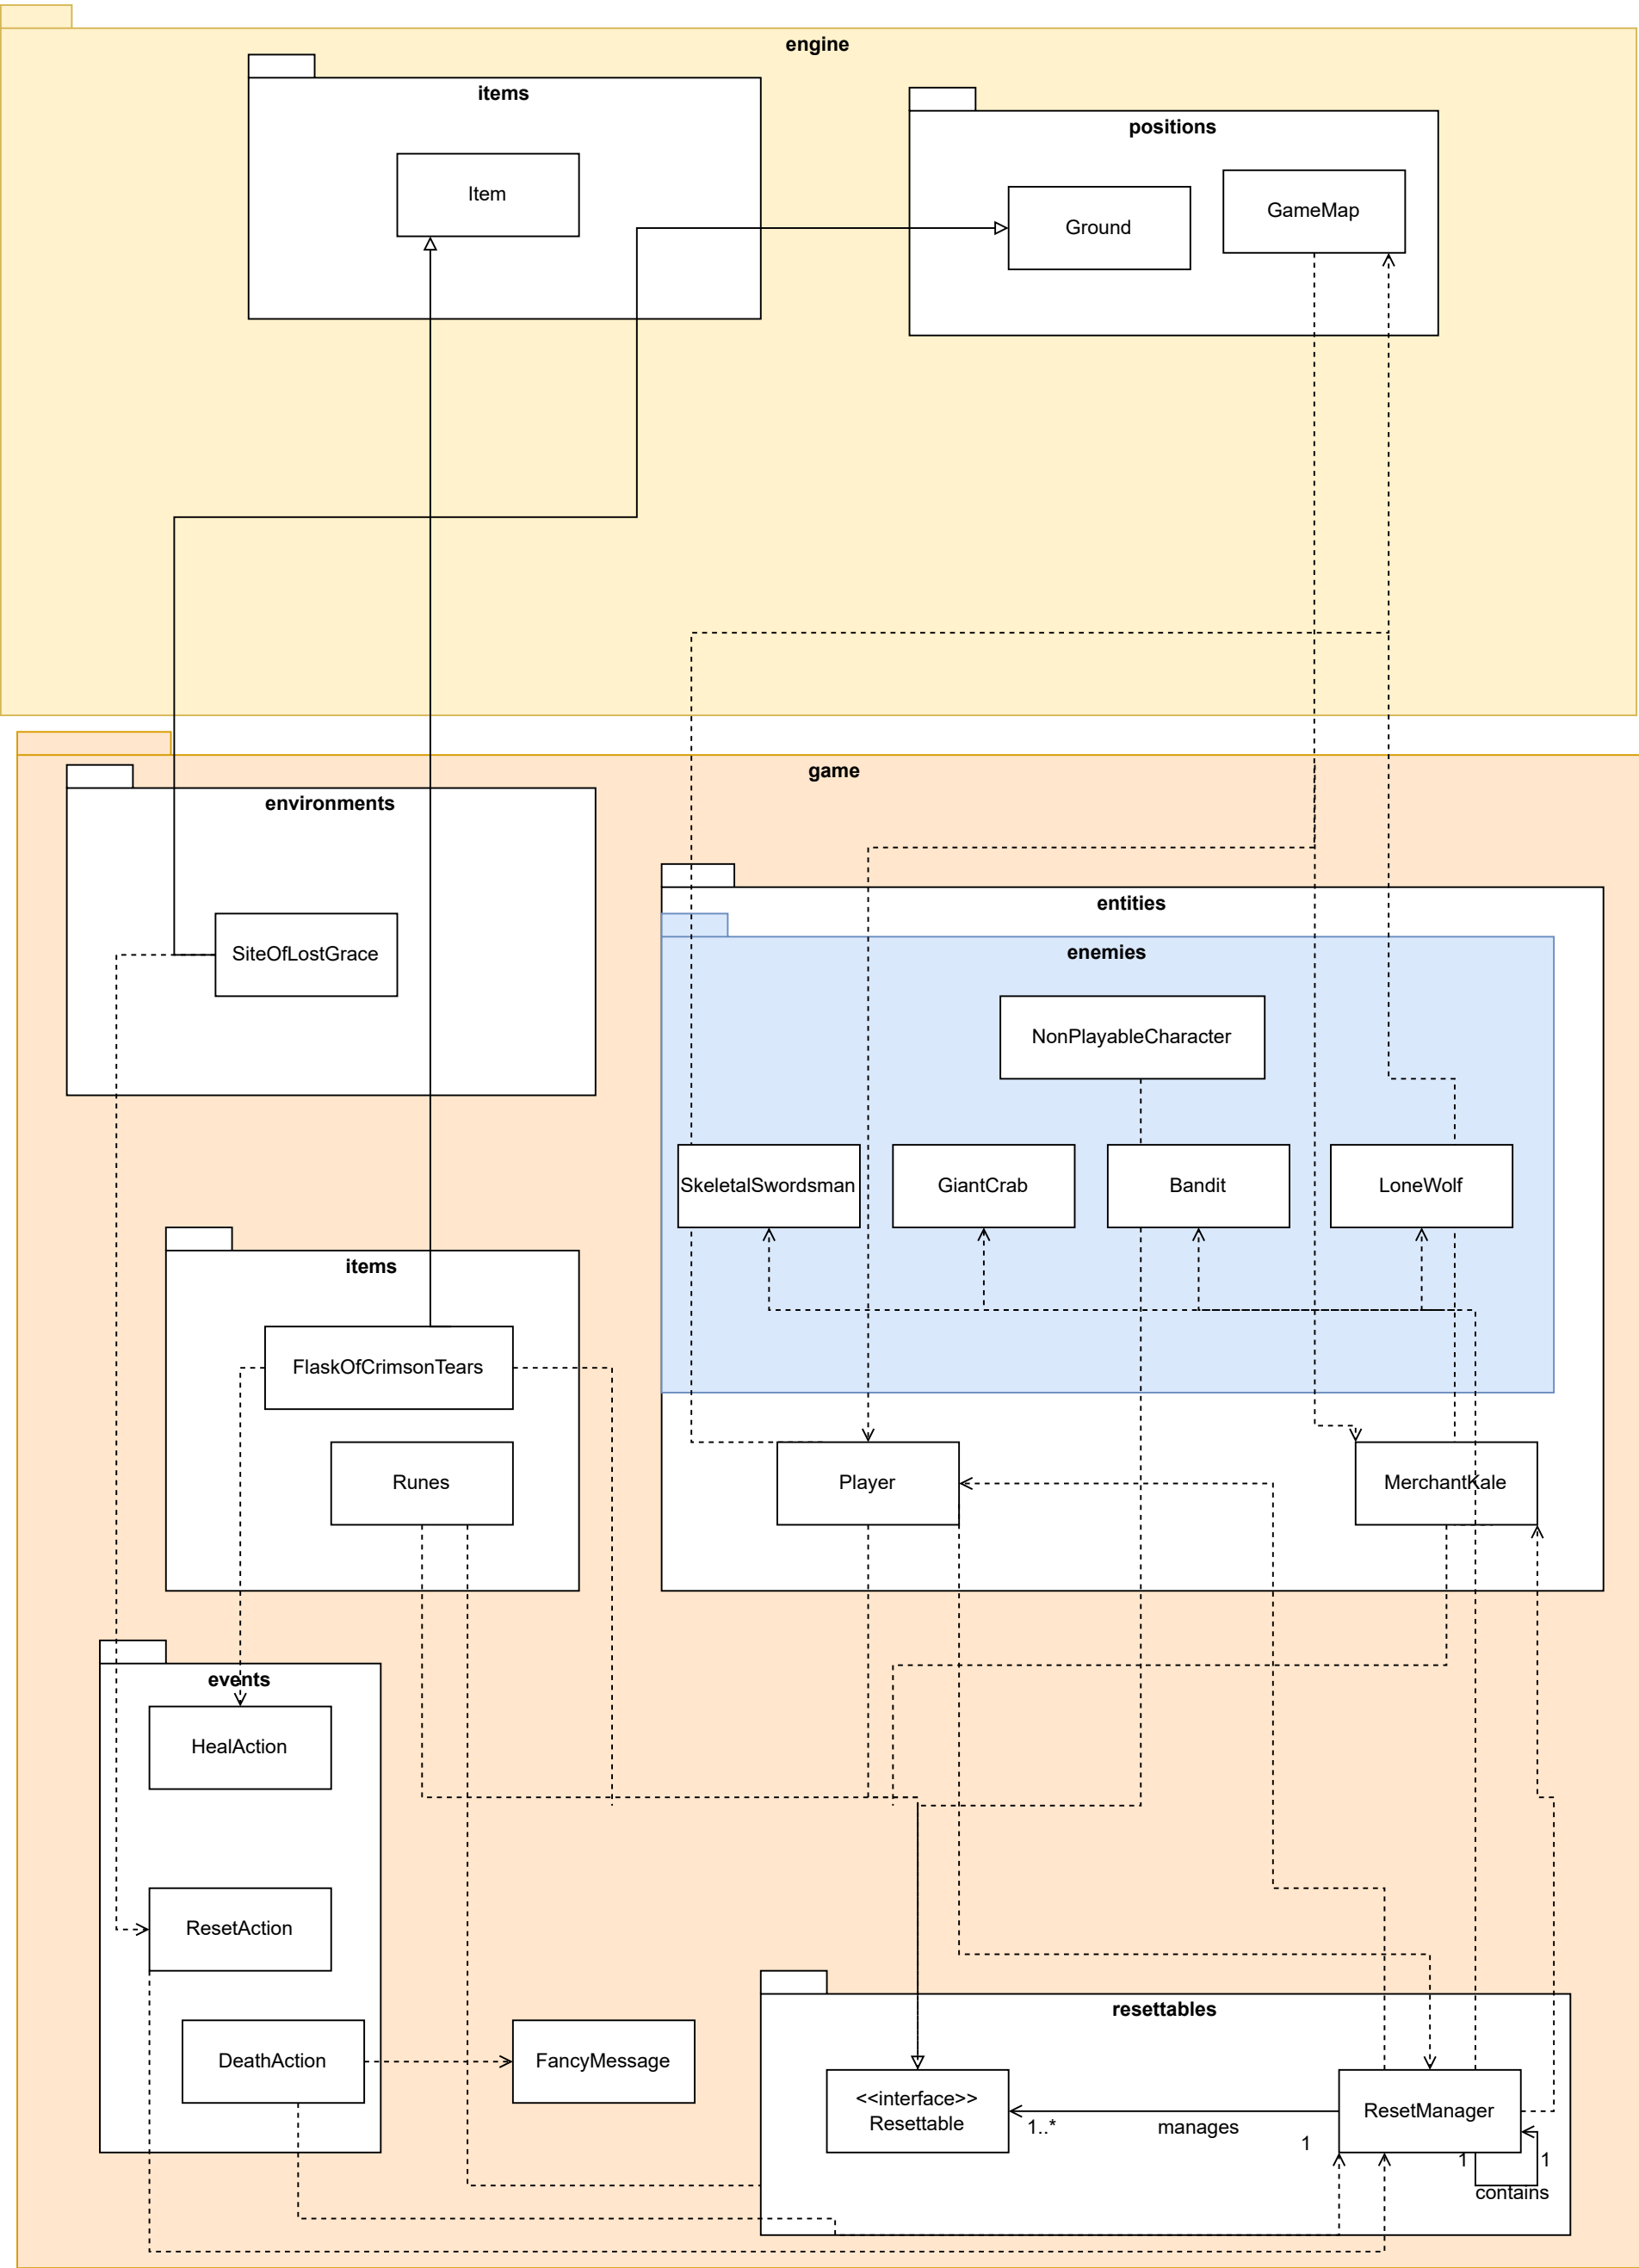 engine
items
positions
Item
Ground
GameMap
game
environments
entities
SiteOfLostGrace
enemies
NonPlayableCharacter
SkeletalSwordsman
GiantCrab
Bandit
LoneWolf
items
FlaskOfCrimsonTears
Runes
Player
MerchantKale
events
HealAction
ResetAction
resettables
DeathAction
FancyMessage
<<interface>>
Resettable
ResetManager
1..*
manages
1
1
1
contains